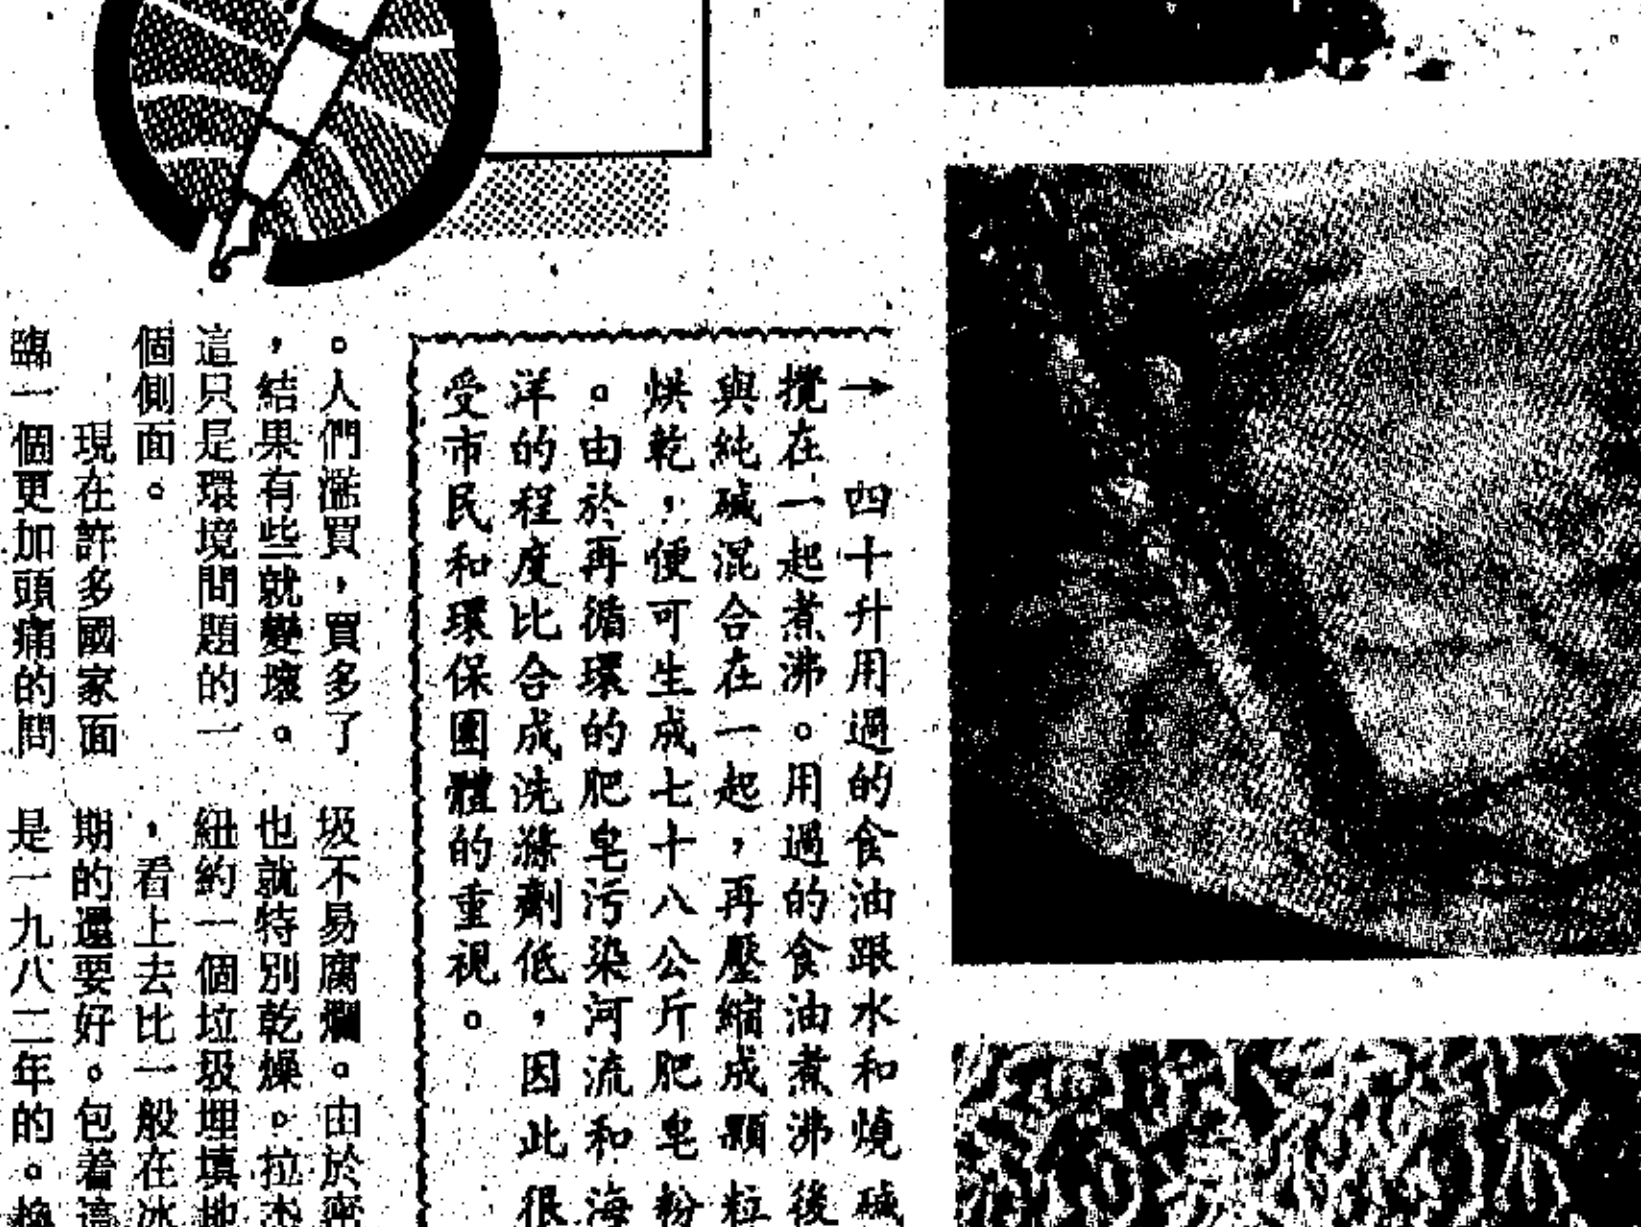 → 四十升用過的食油跟水和燒碱
攪在一起煮沸。用過的食油煮沸後
與純碱混合在一起，再壓縮成顆粒
烘乾，便可生成七十八公斤肥皂粉
。由於再循環的肥皂污染河流和海
洋的程度比合成洗滌劑低，因此很
受市民和環保團體的重視。
。人們濫買，買多了
，結果有些就變壞。
這只是環境問題的一
個側面。
現在許多國家面
臨一個更加頭痛的問
圾不易腐爛。由於密
也就特別乾燥。拉杰
紐約一個垃圾埋填地
，看上去比一般在冰
期的還要好。包着這
是一九八二年的。換